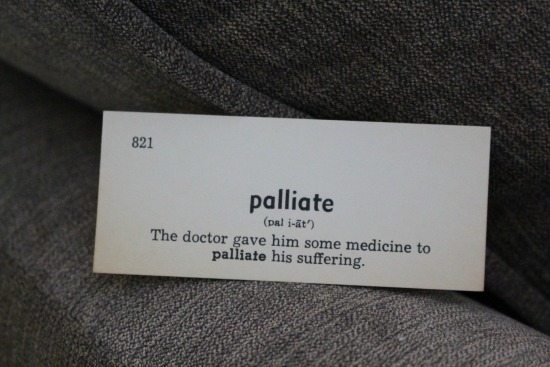 821
palliate
(pal i-āt′)
The doctor gave him some medicine to
palliate his suffering.